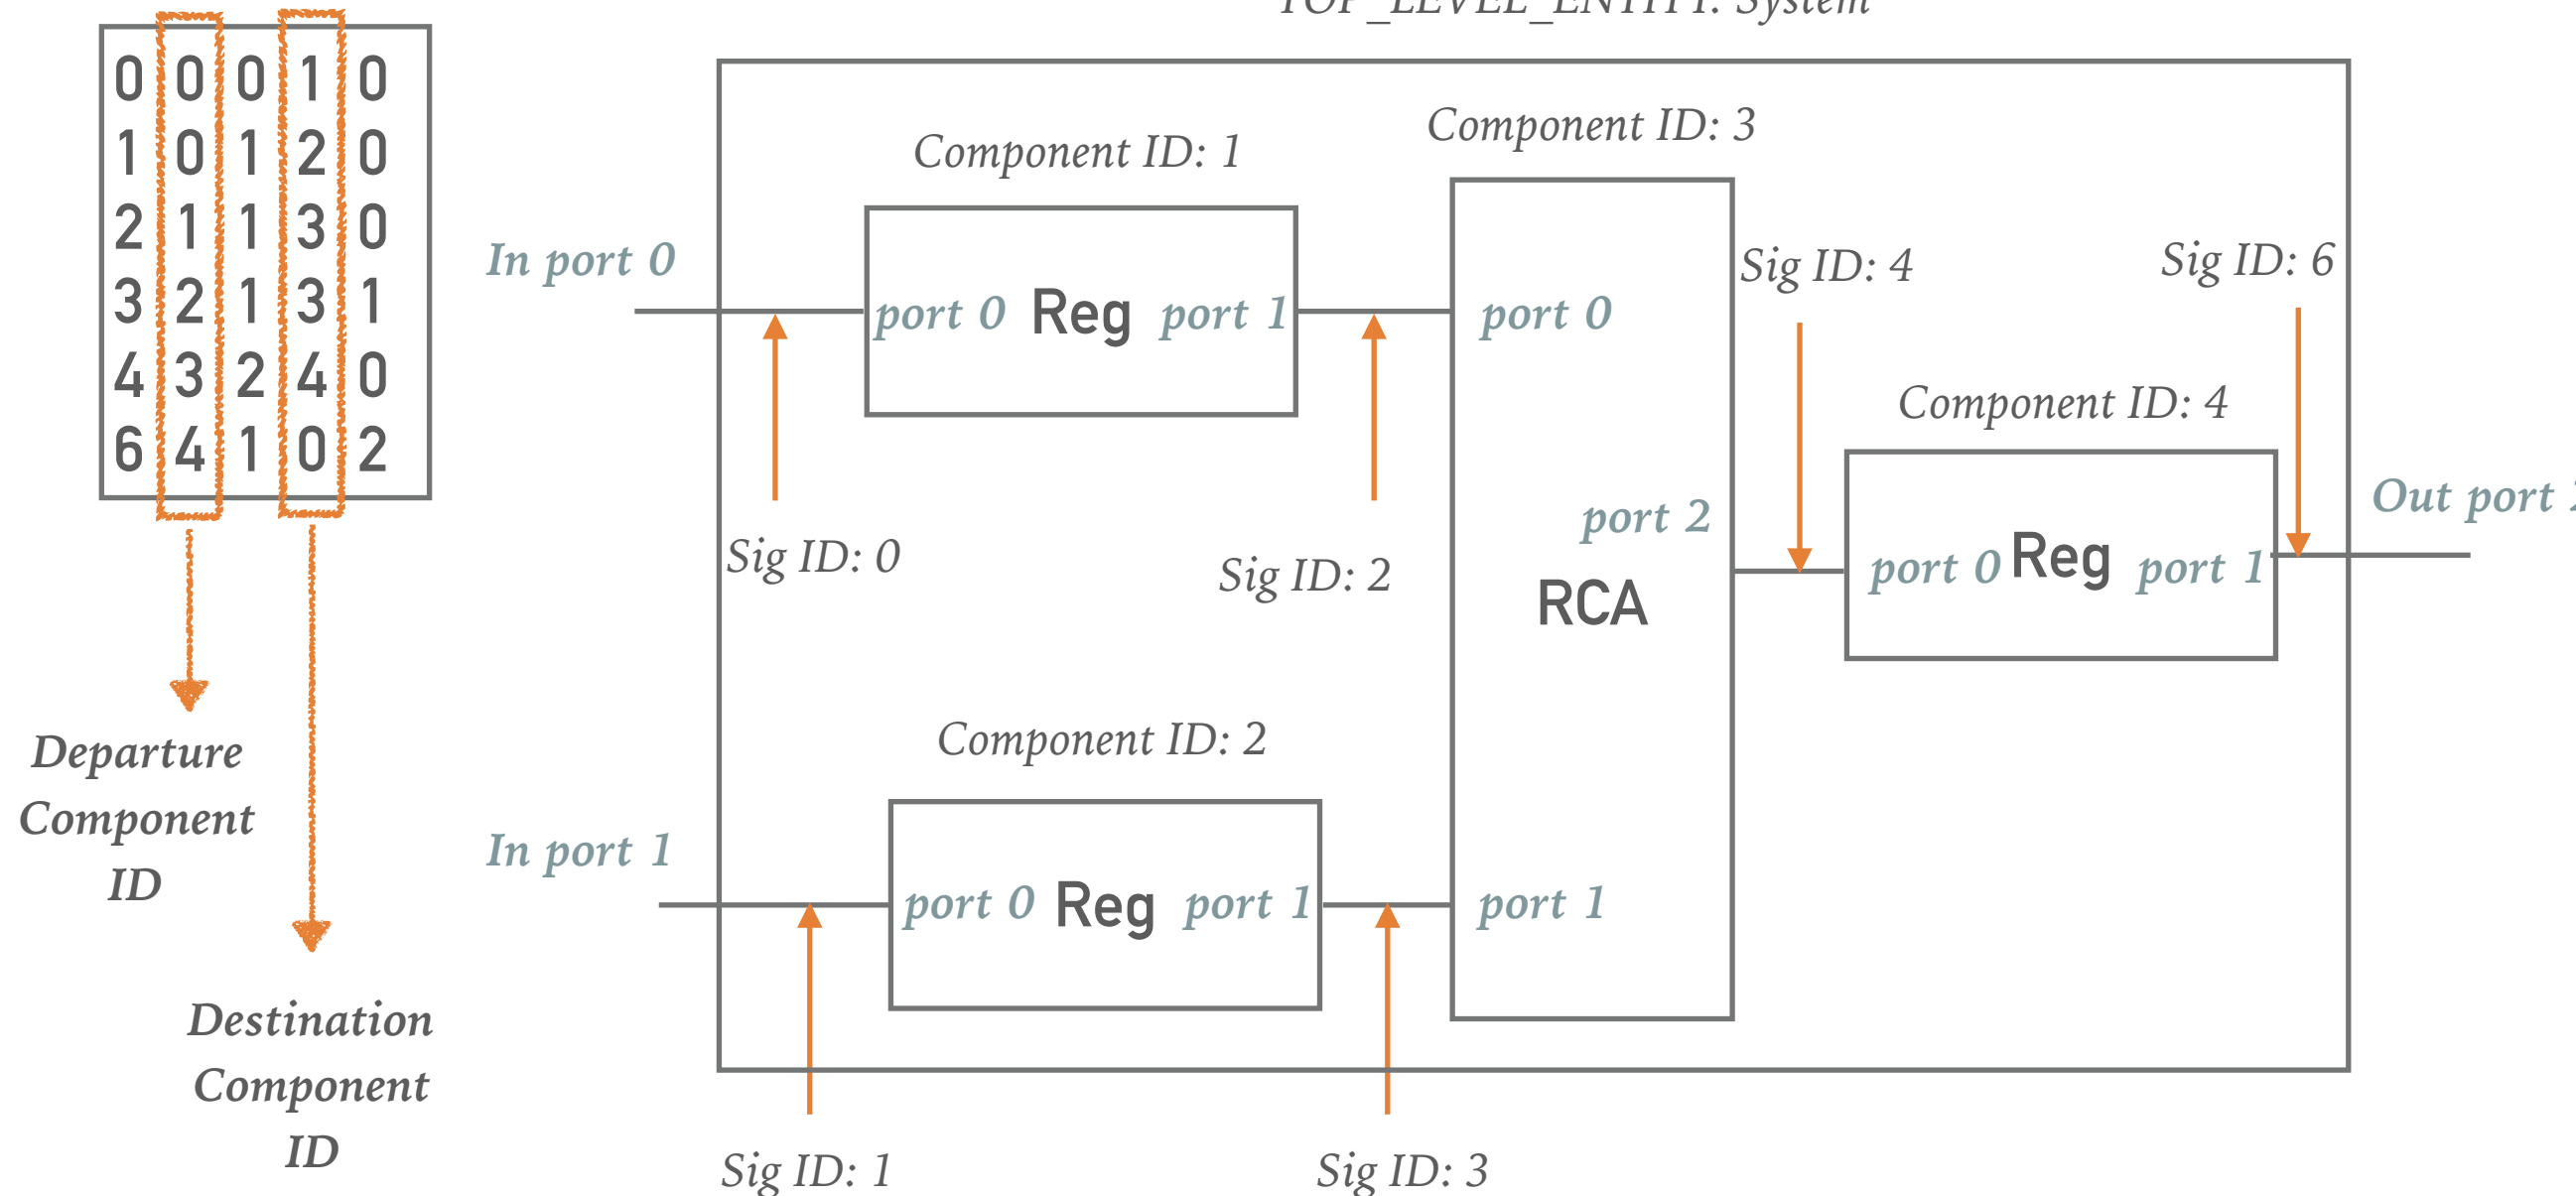 0 0 0 1 0
1 0 1 2 0
2 1 1 3 0
3 2 1 3 1
4 3 2 4 0
6 4 1 0 2
Departure
Component
ID
Destination
Component
ID
TOP_LEVEL_ENTITY: System
Component ID: 1
Component ID: 3
In port 0
port 0 Reg port 1
port 0
Sig ID: 4
Sig ID: 6
Component ID: 4
Sig ID: 0
Sig ID: 2
port 2
RCA
port 0 Reg port 1
Out port
Component ID: 2
In port 1
port 0 Reg port 1
port 1
Sig ID: 1
Sig ID: 3